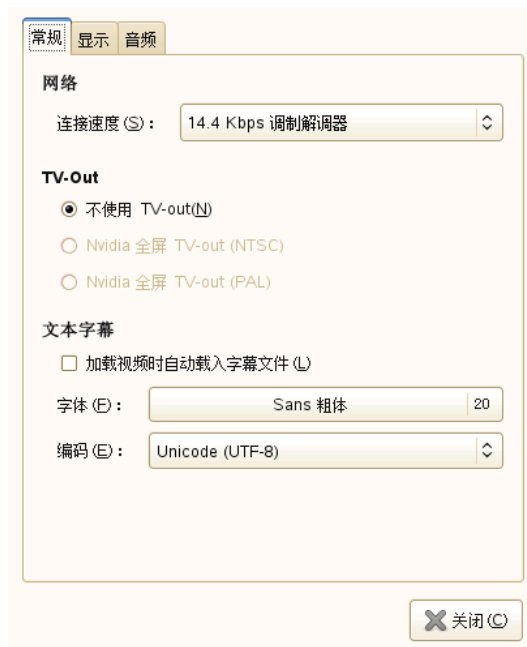 常规 显示 音频
网络
连接速度(S)： 14.4 Kbps 调制解调器
TV-Out
不使用 TV-out(N)
Nvidia 全屏 TV-out (NTSC)
Nvidia 全屏 TV-out (PAL)
文本字幕
加载视频时自动载入字幕文件(L)
字体(F)： Sans 粗体 20
编码(E)： Unicode (UTF-8)
关闭(C)